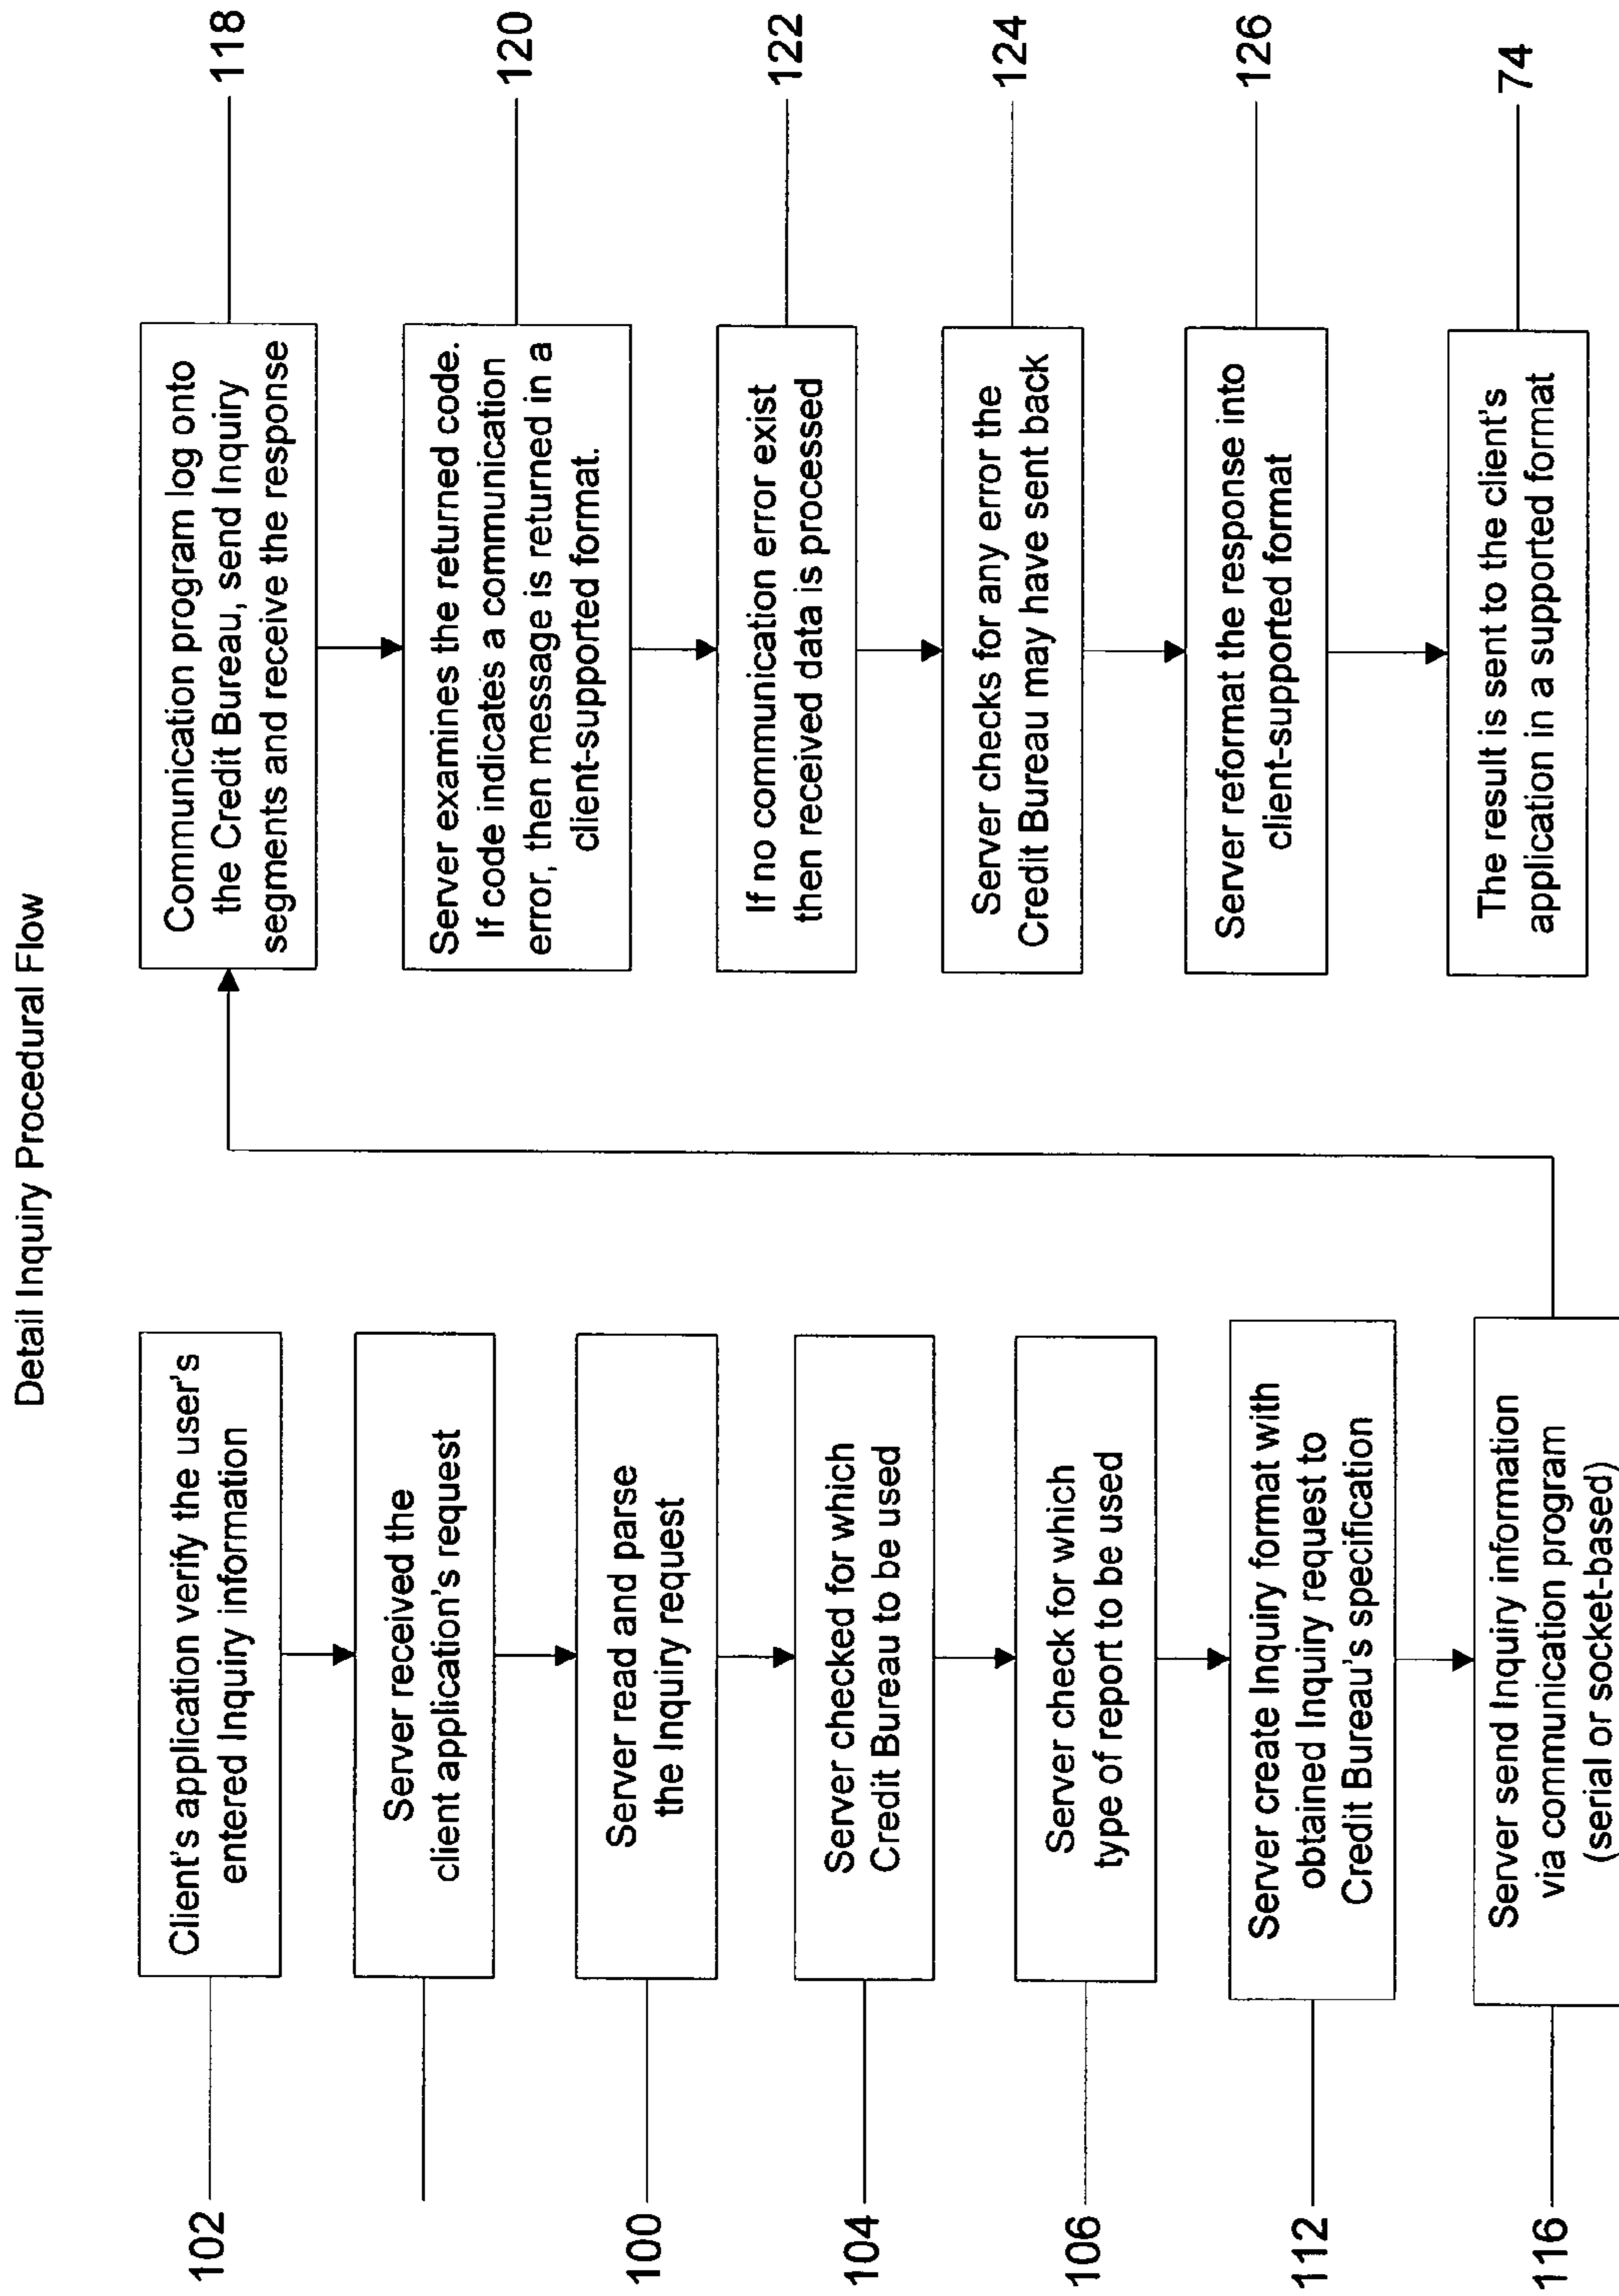 Detail Inquiry Procedural Flow
102
Client's application verify the user's
entered Inquiry information
Server received the
client application's request
100
Server read and parse
the Inquiry request
104
Server checked for which
Credit Bureau to be used
106
Server check for which
type of report to be used
112
Server create Inquiry format with
obtained Inquiry request to
Credit Bureau's specification
116
Server send Inquiry information
via communication program
(serial or socket-based)
118
Communication program log onto
the Credit Bureau, send Inquiry
segments and receive the response
120
Server examines the returned code.
If code indicates a communication
error, then message is returned in a
client-supported format.
122
If no communication error exist
then received data is processed
124
Server checks for any error the
Credit Bureau may have sent back
126
Server reformat the response into
client-supported format
74
The result is sent to the client's
application in a supported format